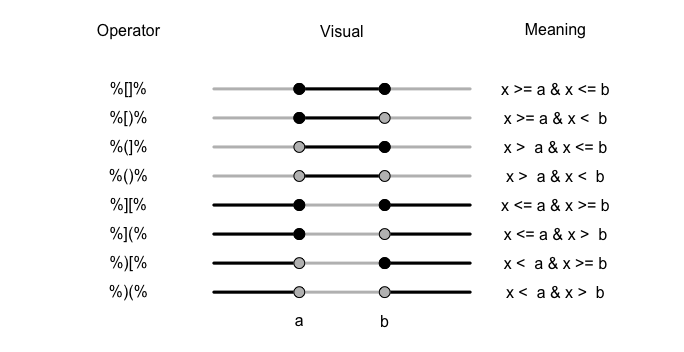 Operator Visual Meaning
%[]% x >= a & x <= b
%[)% x >= a & x <  b
%(]% x >  a & x <= b
%()% x >  a & x <  b
%][% x <= a & x >= b
%](% x <= a & x >  b
%)[% x <  a & x >= b
%)(% x <  a & x >  b
a b